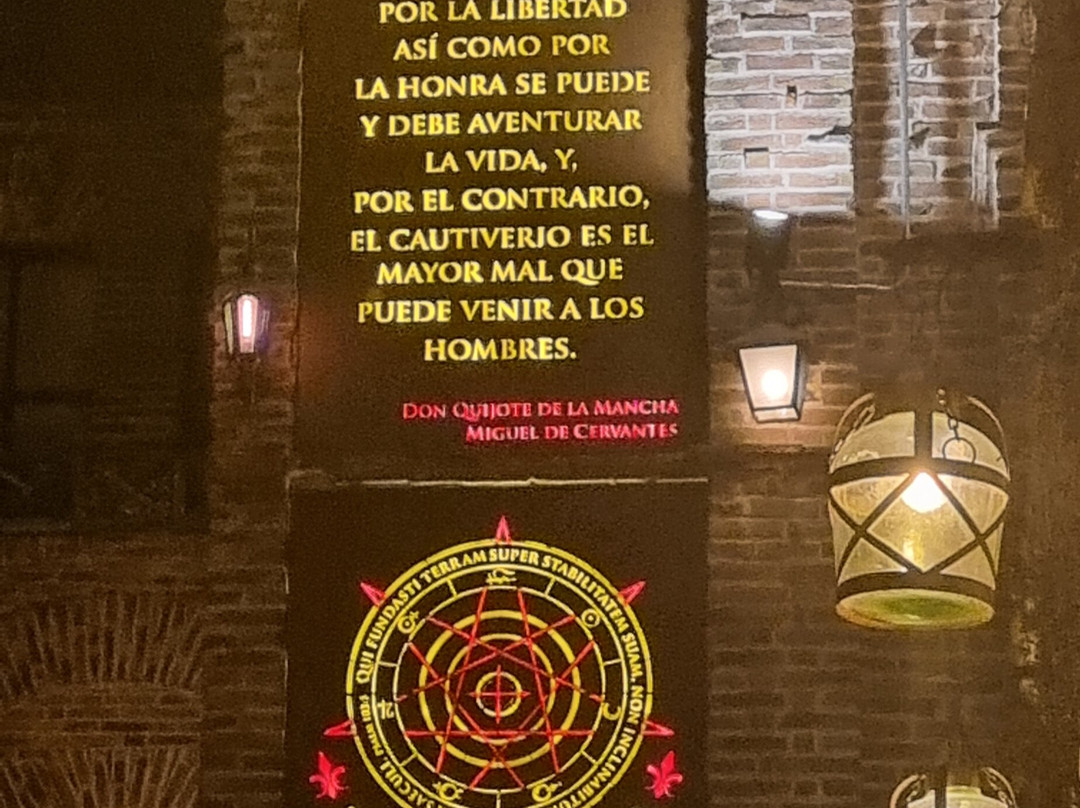 POR LA LIBERTAD
ASÍ COMO POR
LA HONRA SE PUEDE
Y DEBE AVENTURAR
LA VIDA, Y,
POR EL CONTRARIO,
EL CAUTIVERIO ES EL
MAYOR MAL QUE
PUEDE VENIR A LOS
HOMBRES.
DON QUIJOTE DE LA MANCHA
MIGUEL DE CERVANTES
QUI FUNDASTI TERRAM SUPER STABILITATEM SUAM, NON INCLINABITUR
SAECULI.